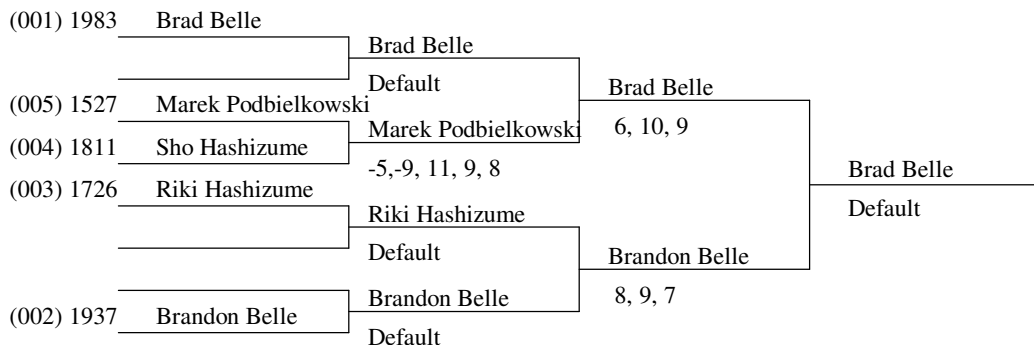 (001) 1983 Brad Belle
Brad Belle
Default
Brad Belle
(005) 1527 Marek Podbielkowski
Marek Podbielkowski
6, 10, 9
(004) 1811 Sho Hashizume
-5,-9, 11, 9, 8
Brad Belle
(003) 1726 Riki Hashizume
Riki Hashizume
Default
Default
Brandon Belle
Brandon Belle
8, 9, 7
(002) 1937 Brandon Belle
Default